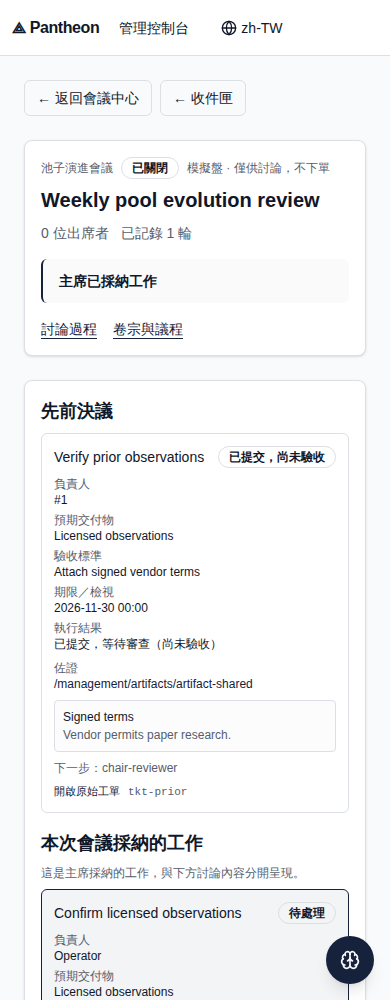 Pantheon 管理控制台 zh-TW
← 返回會議中心 ← 收件匣
池子演進會議 已關閉 模擬盤 · 僅供討論，不下單
Weekly pool evolution review
0 位出席者 已記錄 1 輪
主席已採納工作
討論過程 卷宗與議程
先前決議
Verify prior observations 已提交，尚未驗收
負責人
#1
預期交付物
Licensed observations
驗收標準
Attach signed vendor terms
期限／檢視
2026-11-30 00:00
執行結果
已提交，等待審查（尚未驗收）
佐證
/management/artifacts/artifact-shared
Signed terms
Vendor permits paper research.
下一步：chair-reviewer
開啟原始工單 tkt-prior
本次會議採納的工作
這是主席採納的工作，與下方討論內容分開呈現。
Confirm licensed observations 待處理
負責人
Operator
預期交付物
Licensed observations